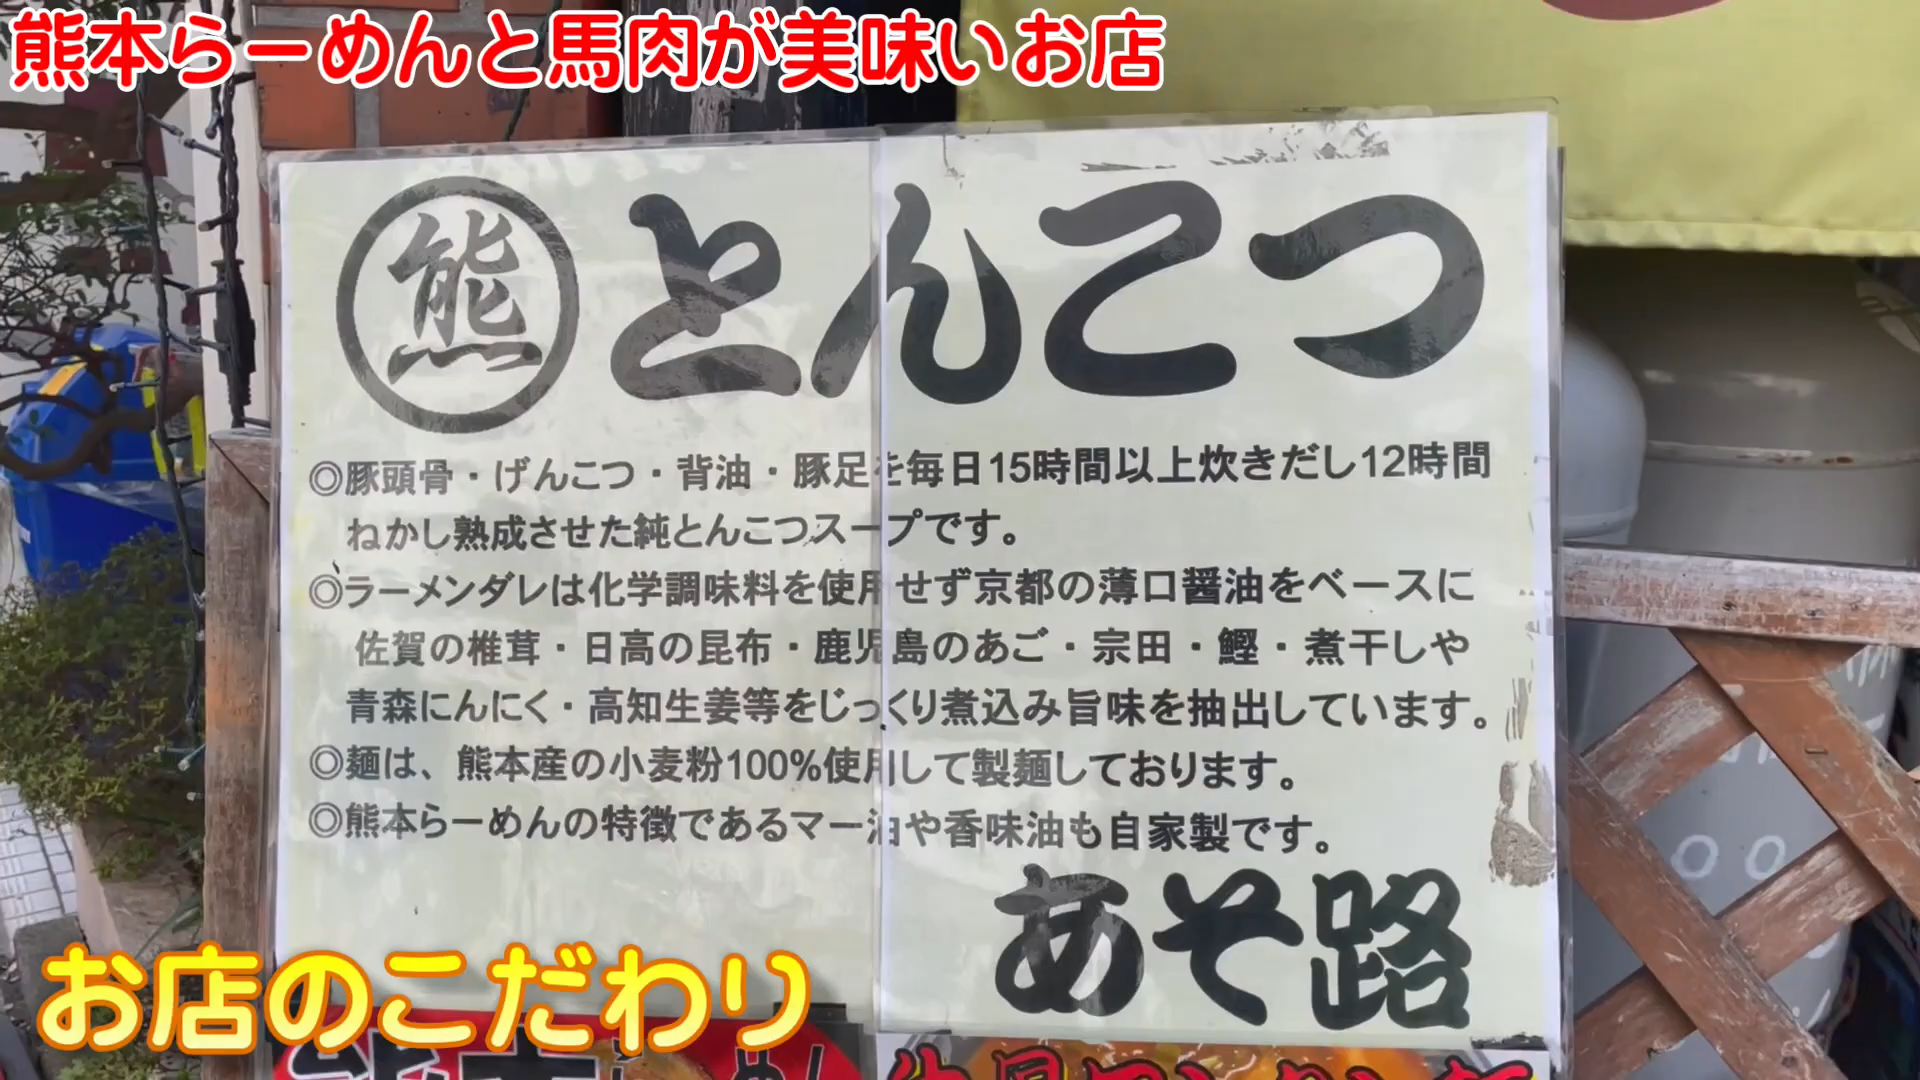 熊本らーめんと馬肉が美味いお店
熊 とんこつ
◎豚頭骨・げんこつ・背油・豚足を毎日15時間以上炊きだし12時間
ねかし熟成させた純とんこつスープです。
◎ラーメンダレは化学調味料を使用せず京都の薄口醤油をベースに
佐賀の椎茸・日高の昆布・鹿児島のあご・宗田・鰹・煮干しや
青森にんにく・高知生姜等をじっくり煮込み旨味を抽出しています。
◎麺は、熊本産の小麦粉100%使用して製麺しております。
◎熊本らーめんの特徴であるマー油や香味油も自家製です。
あそ路
お店のこだわり